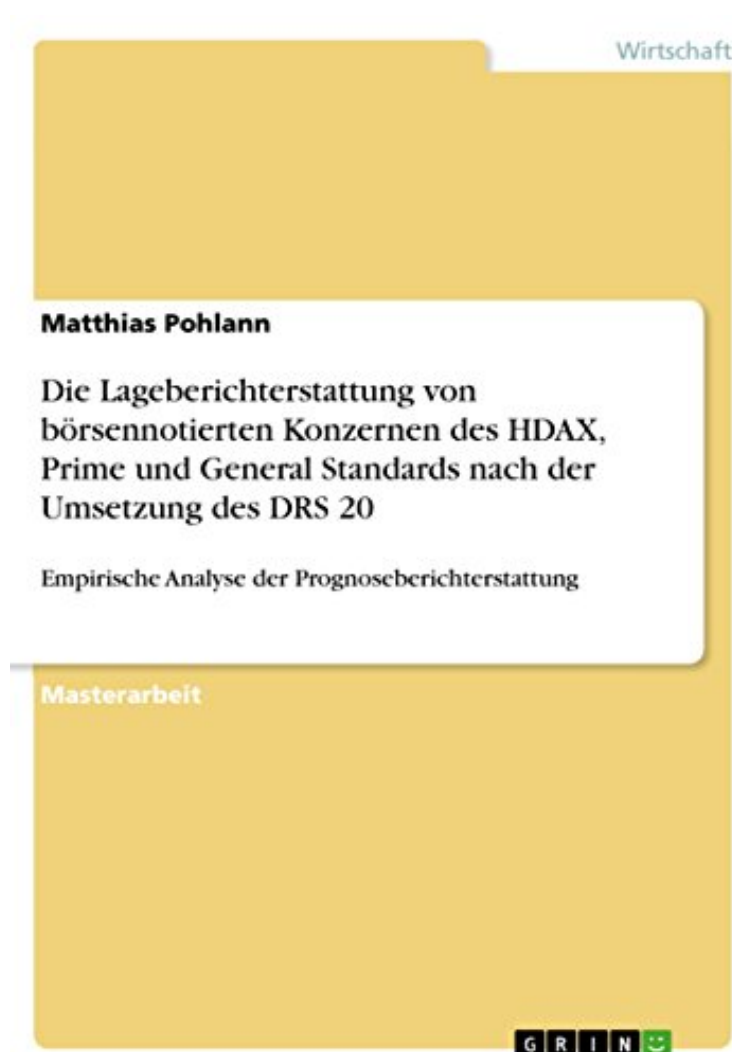 Wirtschaft
Matthias Pohlann
Die Lageberichterstattung von
börsennotierten Konzernen des HDAX,
Prime und General Standards nach der
Umsetzung des DRS 20
Empirische Analyse der Prognoseberichterstattung
Masterarbeit
GRIN